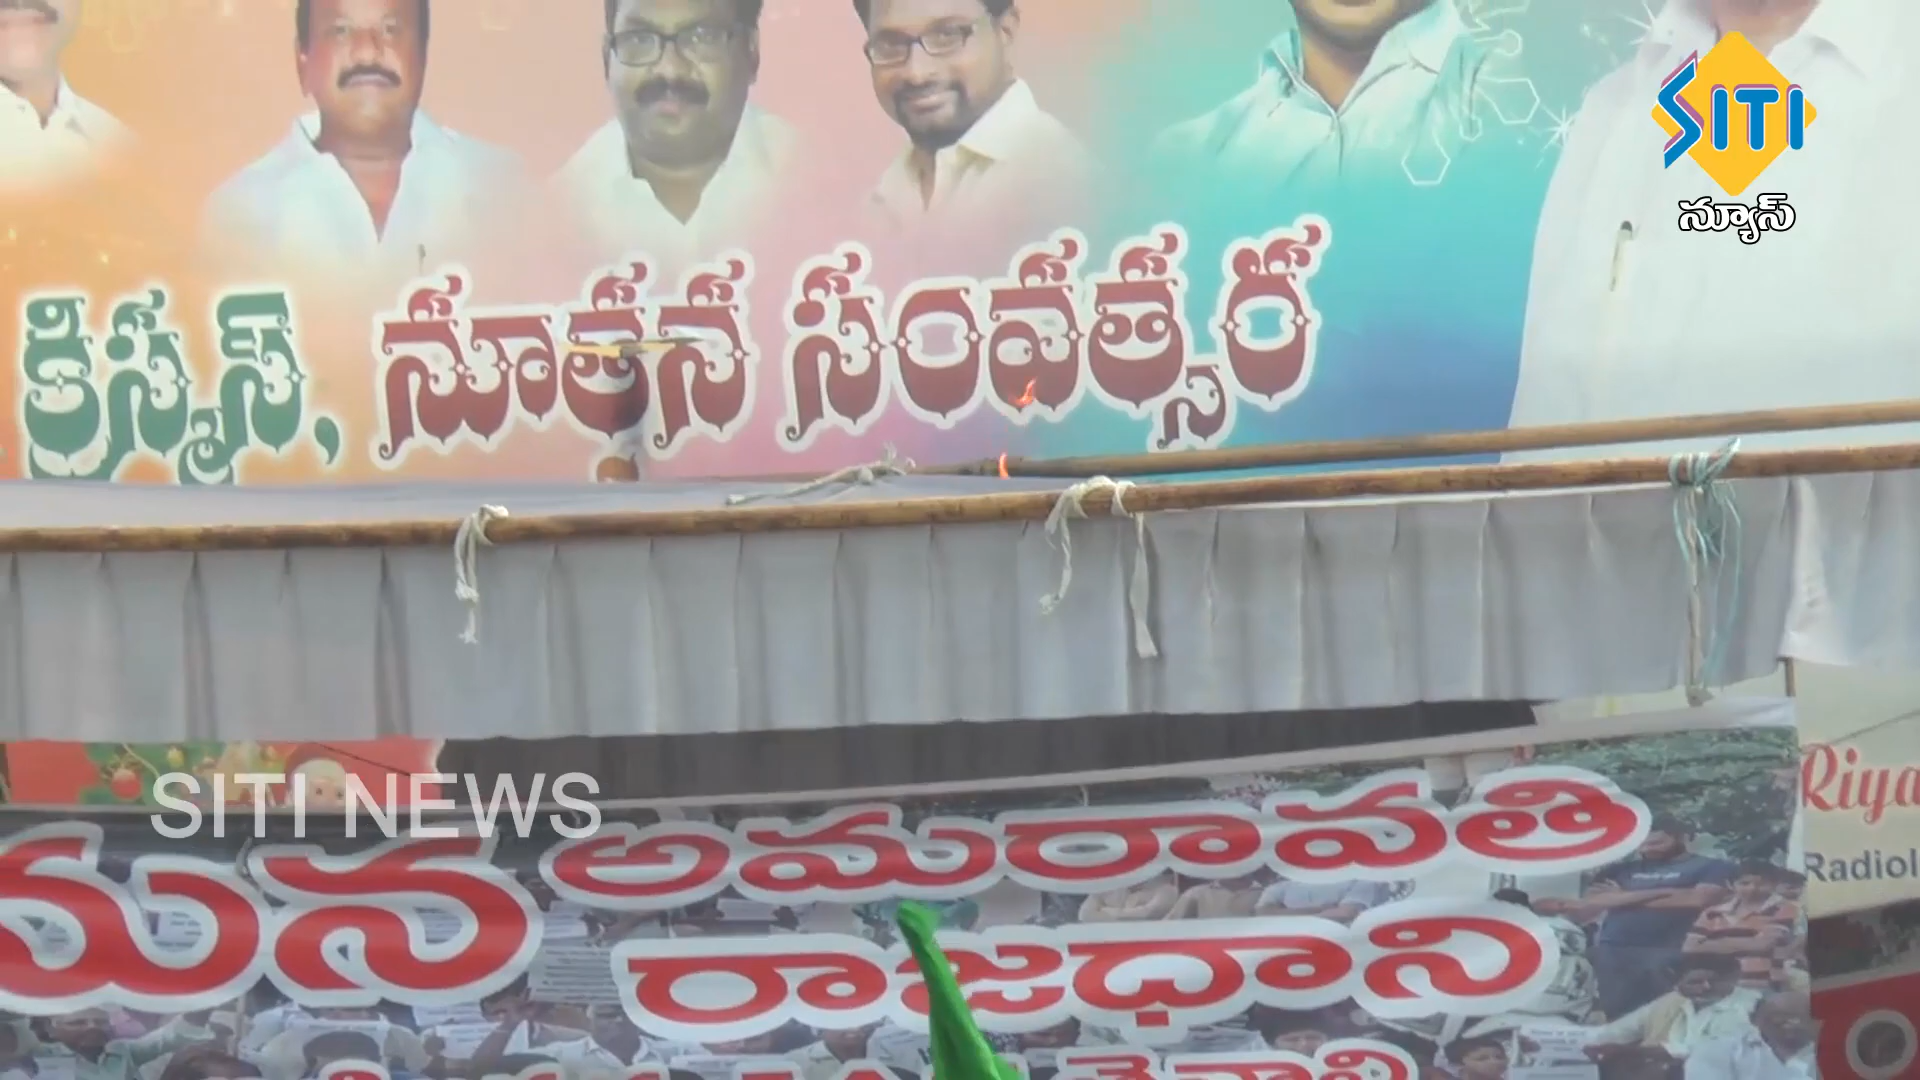 SITI
న్యూస్
క్రిస్మస్, నూతన సంవత్సర
SITI NEWS
మన అమరావతి
రాజధాని
Riya
Radiol